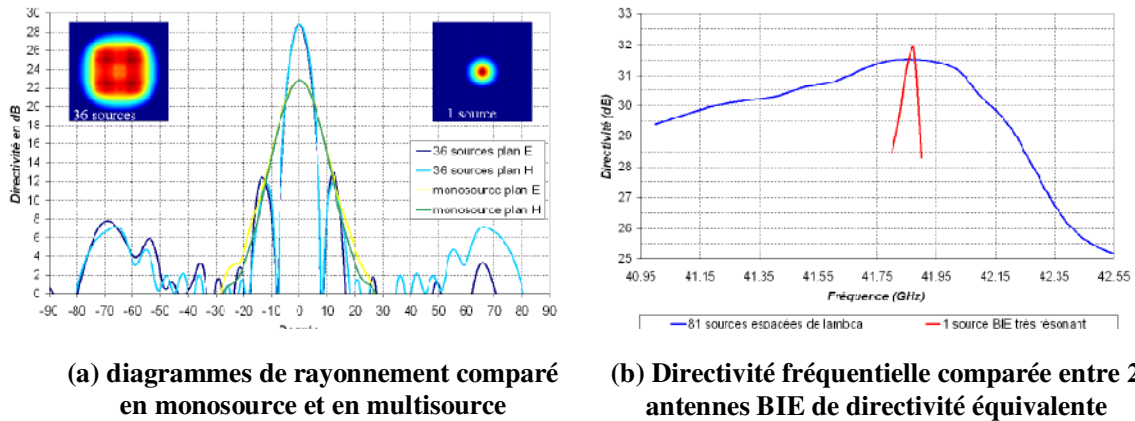 Directivité en dB
30
28
26
24
22
20
18
16
14
12
10
8
6
4
2
0
36 sources
1 source
36 sources plan E
36 sources plan H
monosource plan E
monosource plan H
-90 -80 -70 -60 -50 -40 -30 -20 -10 0 10 20 30 40 50 60 70 80 90
(a) diagrammes de rayonnement comparé
en monosource et en multisource
Directivité (dE)
33
32
31
30
29
28
27
26
25
40.95 41.15 41.35 41.55 41.75 41.95 42.15 42.35 42.55
Fréquence (GHz)
81 sources espacées de lambca
1 source BIE très résonant
(b) Directivité fréquentielle comparée entre 2
antennes BIE de directivité équivalente